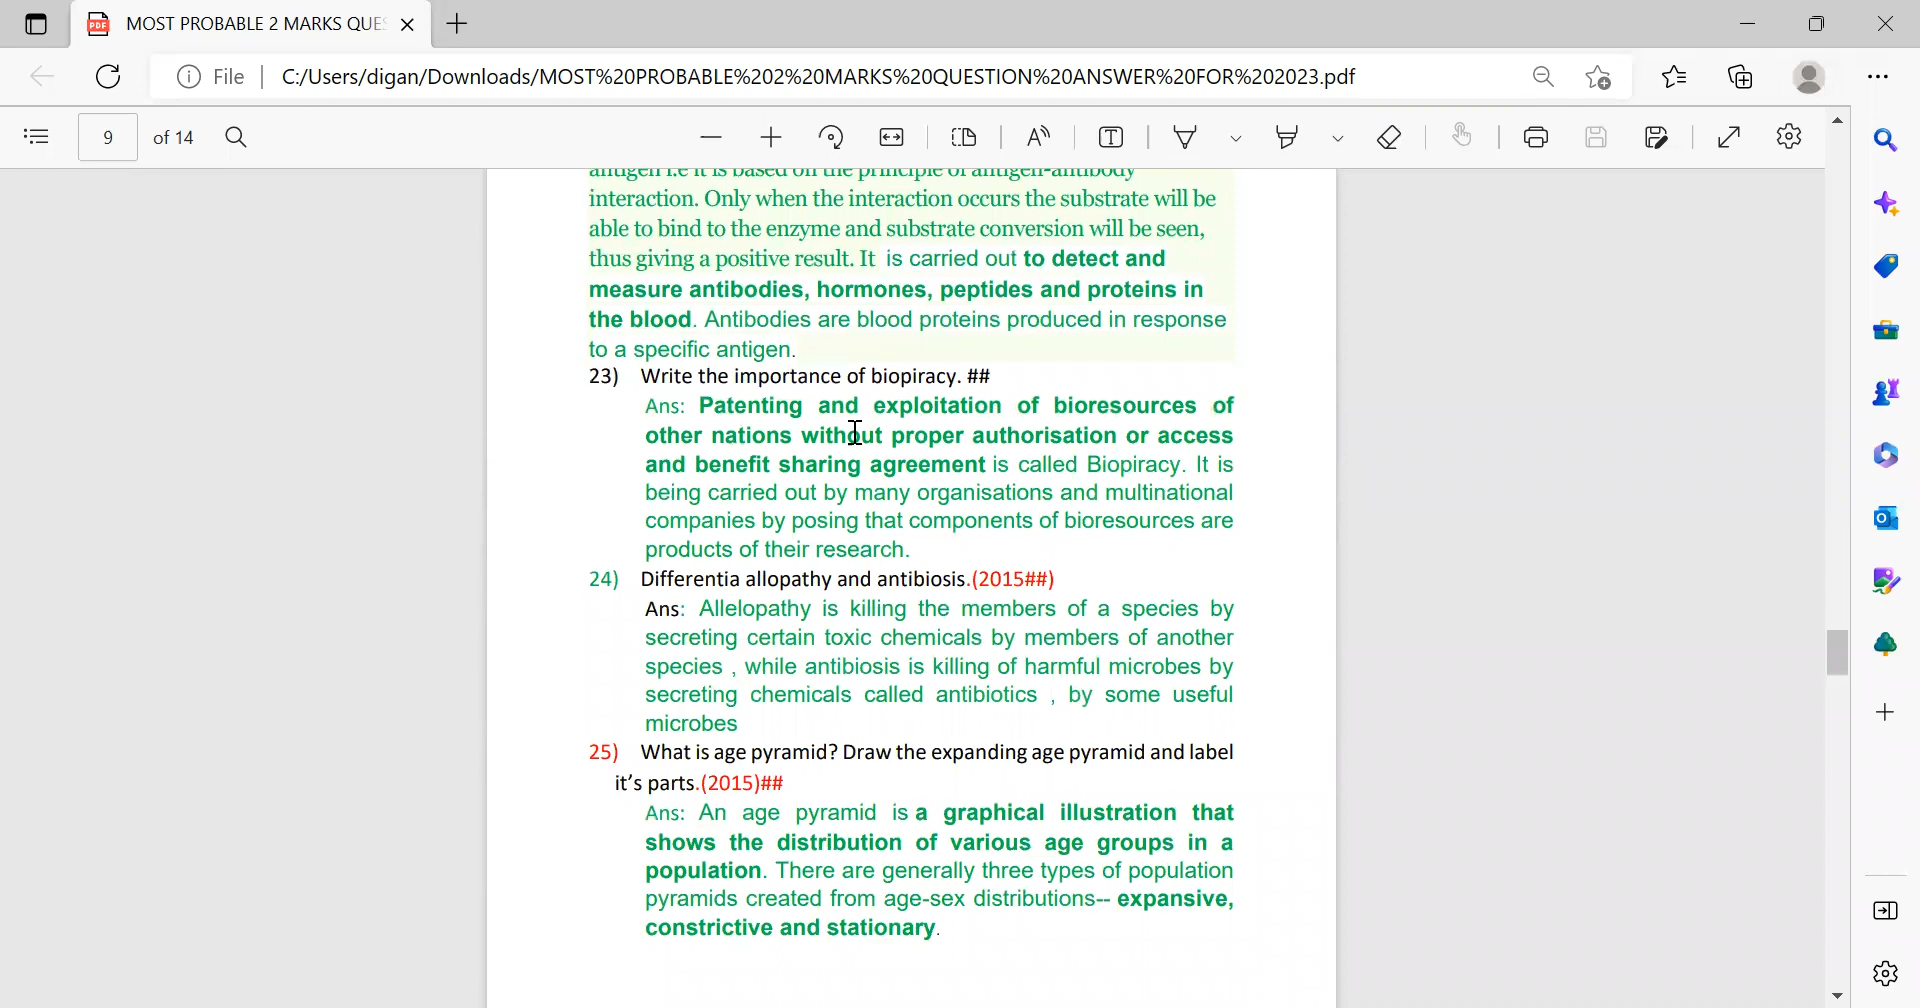 MOST PROBABLE 2 MARKS QUES
File
C:/Users/digan/Downloads/MOST%20PROBABLE%202%20MARKS%20QUESTION%20ANSWER%20FOR%202023.pdf
9 of 14
antigen i.e it is based on the principle of antigen-antibody
interaction. Only when the interaction occurs the substrate will be
able to bind to the enzyme and substrate conversion will be seen,
thus giving a positive result. It is carried out to detect and
measure antibodies, hormones, peptides and proteins in
the blood. Antibodies are blood proteins produced in response
to a specific antigen.
23) Write the importance of biopiracy. ##
Ans: Patenting and exploitation of bioresources of
other nations without proper authorisation or access
and benefit sharing agreement is called Biopiracy. It is
being carried out by many organisations and multinational
companies by posing that components of bioresources are
products of their research.
24) Differentia allopathy and antibiosis.(2015##)
Ans: Allelopathy is killing the members of a species by
secreting certain toxic chemicals by members of another
species , while antibiosis is killing of harmful microbes by
secreting chemicals called antibiotics , by some useful
microbes
25) What is age pyramid? Draw the expanding age pyramid and label
it’s parts.(2015)##
Ans: An age pyramid is a graphical illustration that
shows the distribution of various age groups in a
population. There are generally three types of population
pyramids created from age-sex distributions-- expansive,
constrictive and stationary.